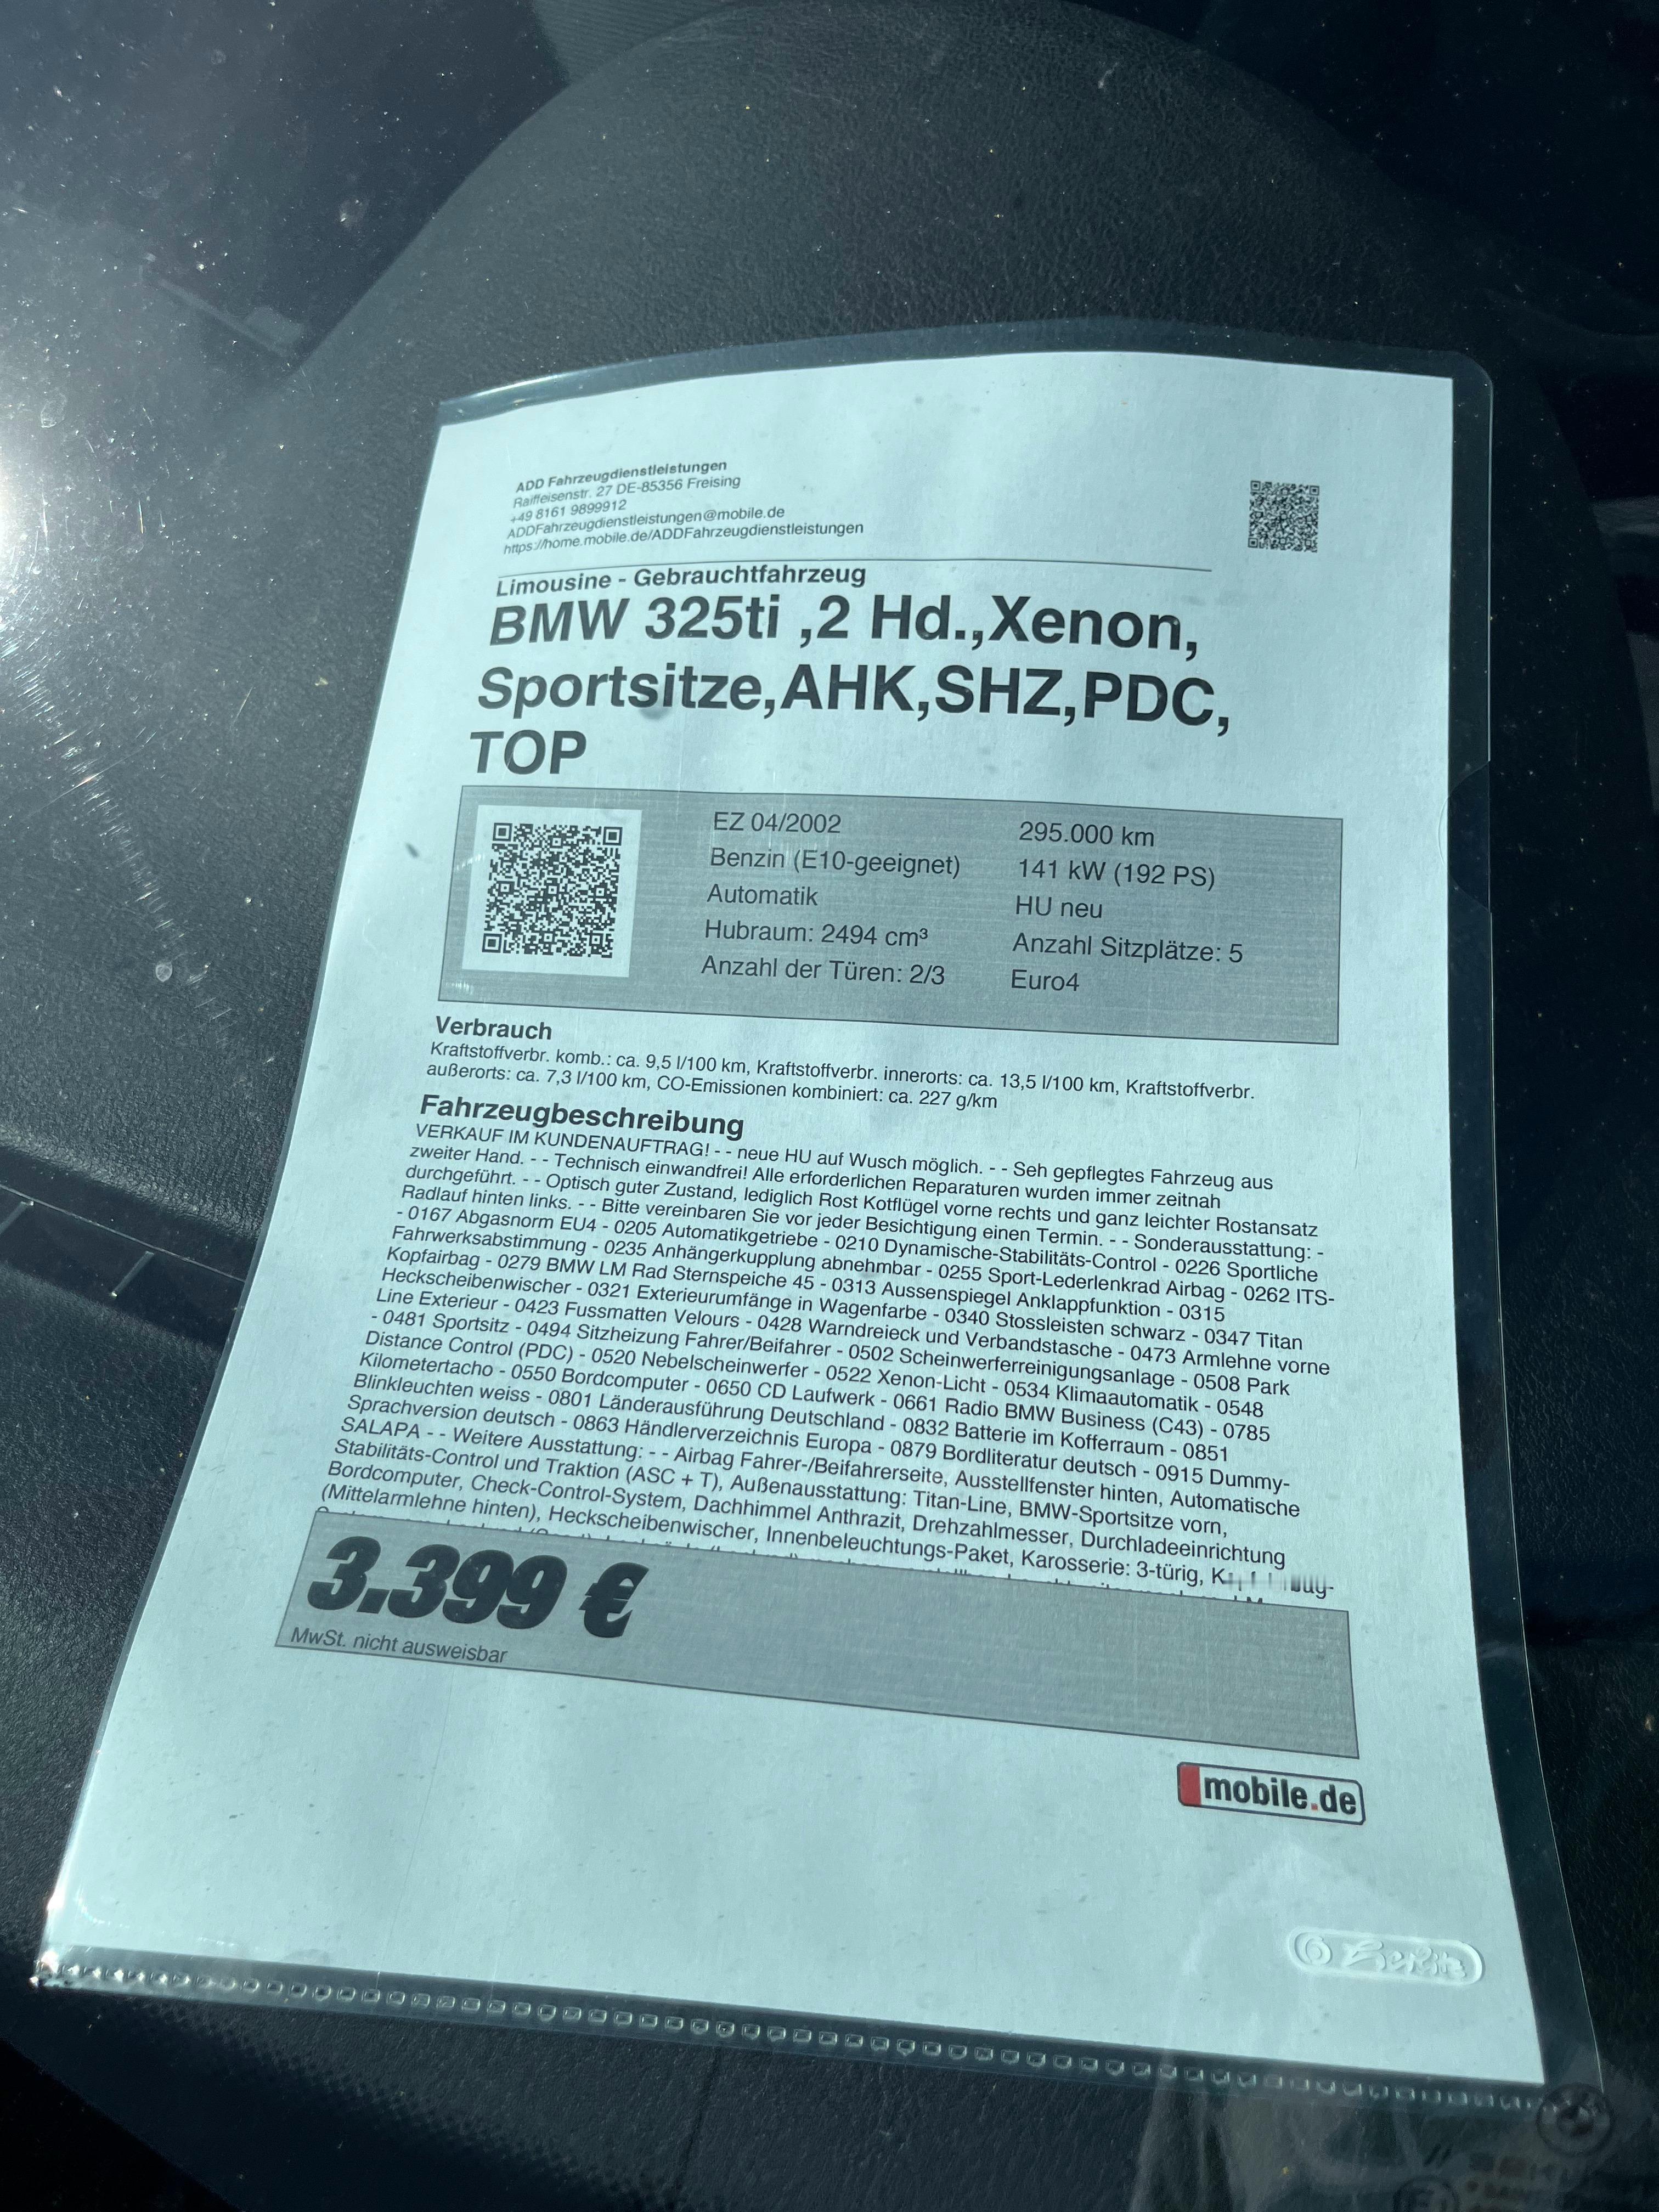 ADD Fahrzeugdienstleistungen
Raiffeisenstr. 27 DE-85356 Freising
+49 8161 9899912
ADDFahrzeugdienstleistungen@mobile.de
https://home.mobile.de/ADDFahrzeugdienstleistungen
Limousine - Gebrauchtfahrzeug
BMW 325ti ,2 Hd.,Xenon,
Sportsitze,AHK,SHZ,PDC,
TOP
EZ 04/2002 295.000 km
Benzin (E10-geeignet) 141 kW (192 PS)
Automatik HU neu
Hubraum: 2494 cm³ Anzahl Sitzplätze: 5
Anzahl der Türen: 2/3 Euro4
Verbrauch
Kraftstoffverbr. komb.: ca. 9,5 l/100 km, Kraftstoffverbr. innerorts: ca. 13,5 l/100 km, Kraftstoffverbr.
außerorts: ca. 7,3 l/100 km, CO-Emissionen kombiniert: ca. 227 g/km
Fahrzeugbeschreibung
VERKAUF IM KUNDENAUFTRAG! - - neue HU auf Wusch möglich. - - Seh gepflegtes Fahrzeug aus
zweiter Hand. - - Technisch einwandfrei! Alle erforderlichen Reparaturen wurden immer zeitnah
durchgeführt. - - Optisch guter Zustand, lediglich Rost Kotflügel vorne rechts und ganz leichter Rostansatz
Radlauf hinten links. - - Bitte vereinbaren Sie vor jeder Besichtigung einen Termin. - - Sonderausstattung: -
- 0167 Abgasnorm EU4 - 0205 Automatikgetriebe - 0210 Dynamische-Stabilitäts-Control - 0226 Sportliche
Fahrwerksabstimmung - 0235 Anhängerkupplung abnehmbar - 0255 Sport-Lederlenkrad Airbag - 0262 ITS-
Kopfairbag - 0279 BMW LM Rad Sternspeiche 45 - 0313 Aussenspiegel Anklappfunktion - 0315
Heckscheibenwischer - 0321 Exterieurumfänge in Wagenfarbe - 0340 Stossleisten schwarz - 0347 Titan
Line Exterieur - 0423 Fussmatten Velours - 0428 Warndreieck und Verbandstasche - 0473 Armlehne vorne
- 0481 Sportsitz - 0494 Sitzheizung Fahrer/Beifahrer - 0502 Scheinwerferreinigungsanlage - 0508 Park
Distance Control (PDC) - 0520 Nebelscheinwerfer - 0522 Xenon-Licht - 0534 Klimaautomatik - 0548
Kilometertacho - 0550 Bordcomputer - 0650 CD Laufwerk - 0661 Radio BMW Business (C43) - 0785
Blinkleuchten weiss - 0801 Länderausführung Deutschland - 0832 Batterie im Kofferraum - 0851
Sprachversion deutsch - 0863 Händlerverzeichnis Europa - 0879 Bordliteratur deutsch - 0915 Dummy-
SALAPA - - Weitere Ausstattung: - - Airbag Fahrer-/Beifahrerseite, Ausstellfenster hinten, Automatische
Stabilitäts-Control und Traktion (ASC + T), Außenausstattung: Titan-Line, BMW-Sportsitze vorn,
Bordcomputer, Check-Control-System, Dachhimmel Anthrazit, Drehzahlmesser, Durchladeeinrichtung
(Mittelarmlehne hinten), Heckscheibenwischer, Innenbeleuchtungs-Paket, Karosserie: 3-türig,
3.399 €
MwSt. nicht ausweisbar
mobile.de